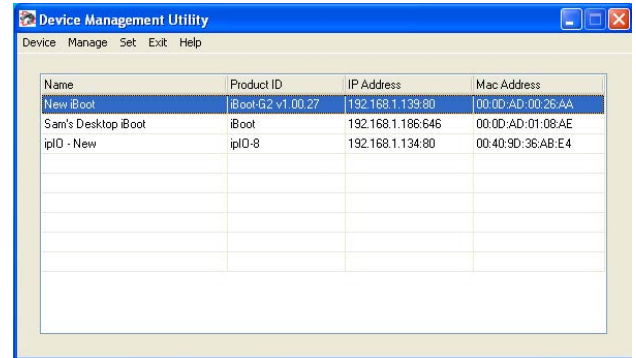 Device Management Utility
Device Manage Set Exit Help
Name Product ID IP Address Mac Address
New iBoot iBoot-G2 v1.00.27 192.168.1.139:80 00:0D:AD:00:26:AA
Sam's Desktop iBoot iBoot 192.168.1.186:646 00:0D:AD:01:08:AE
ipIO - New ipIO-8 192.168.1.134:80 00:40:9D:36:AB:E4